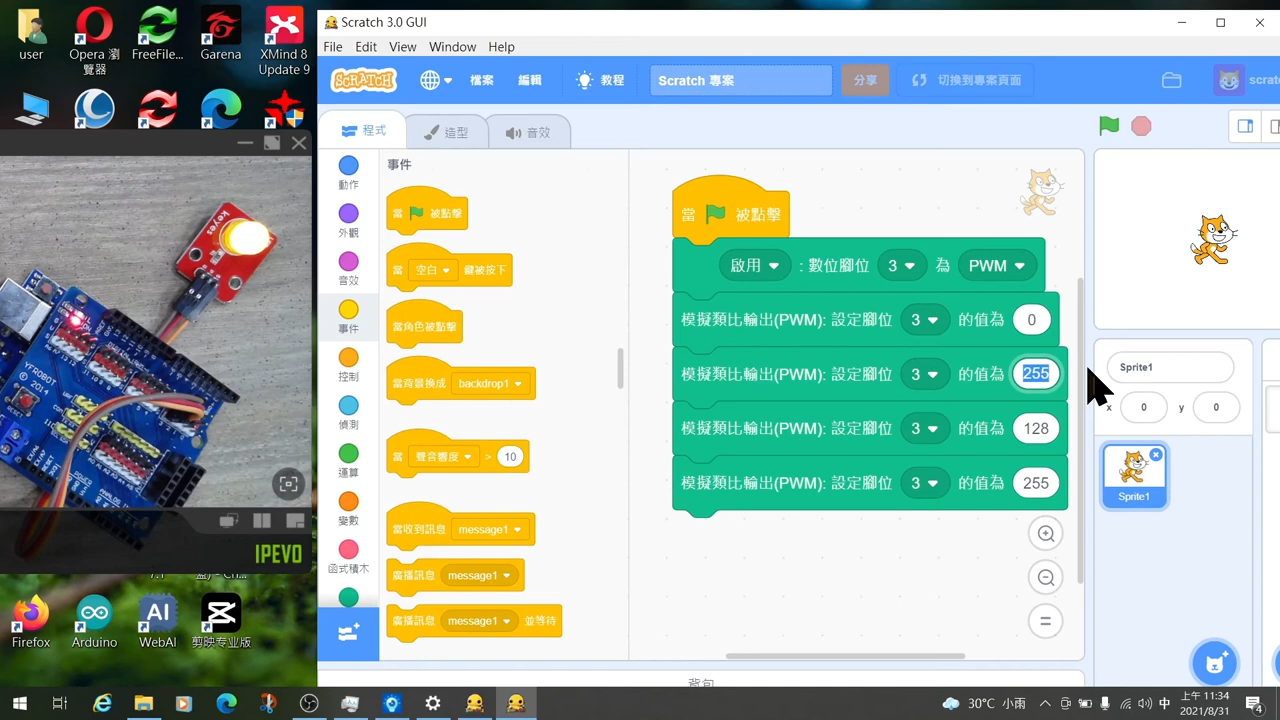 user
Opera 瀏
覽器
FreeFile...
Garena
XMind 8
Update 9
Scratch 3.0 GUI
File Edit View Window Help
SCRATCH
檔案
編輯
教程
Scratch 專案
分享
切換到專案頁面
程式
造型
音效
動作
外觀
音效
事件
控制
偵測
運算
變數
函式積木
事件
當 被點擊
當 空白 鍵被按下
當角色被點擊
當背景換成 backdrop1
當 聲音響度 > 10
當收到訊息 message1
廣播訊息 message1
廣播訊息 message1 並等待
當 被點擊
啟用 : 數位腳位 3 為 PWM
模擬類比輸出(PWM): 設定腳位 3 的值為 0
模擬類比輸出(PWM): 設定腳位 3 的值為 255
模擬類比輸出(PWM): 設定腳位 3 的值為 128
模擬類比輸出(PWM): 設定腳位 3 的值為 255
背包
Sprite1
x 0 y 0
Sprite1
keyes
IPEVO
Firefox
Arduino
AI
WebAI
剪映专业版
30°C 小雨
中
上午 11:34
2021/8/31
4